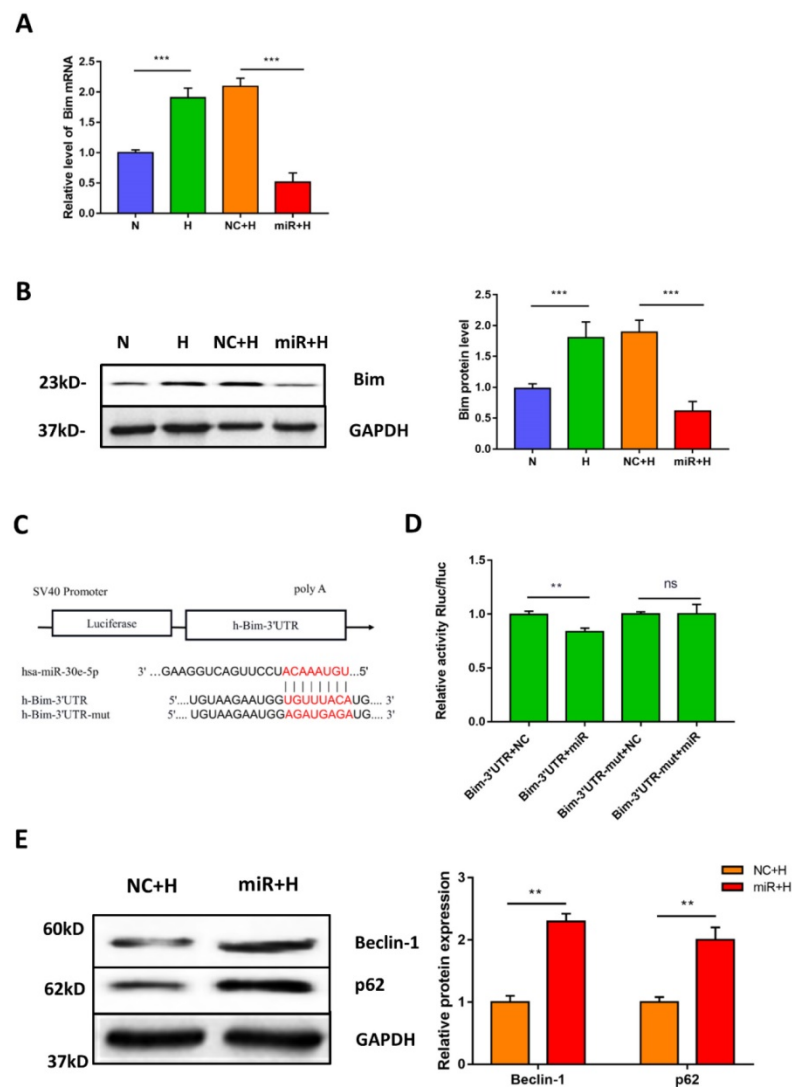 A
***
***
Relative level of Bim mRNA
2.5
2.0
1.5
1.0
0.5
0.0
N H NC+H miR+H
B
N H NC+H miR+H
23kD- Bim
37kD- GAPDH
***
***
Bim protein level
2.5
2.0
1.5
1.0
0.5
0.0
N H NC+H miR+H
C
SV40 Promoter poly A
Luciferase h-Bim-3'UTR
hsa-miR-30e-5p 3' ...GAAGGUCAGUUCCUACAAAUGU...5'
h-Bim-3'UTR 5'....UGUAAGAAUGGUGUUUACAUG.... 3'
h-Bim-3'UTR-mut 5'....UGUAAGAAUGGAGAUGAGAUG.... 3'
D
Relative activity Rluc/fluc
1.5
1.0
0.5
0.0
**
ns
Bim-3'UTR+NC
Bim-3'UTR+miR
Bim-3'UTR-mut+NC
Bim-3'UTR-mut+miR
E
NC+H miR+H
60kD Beclin-1
62kD p62
GAPDH
37kD
Relative protein expression
3
2
1
0
**
**
NC+H
miR+H
Beclin-1 p62